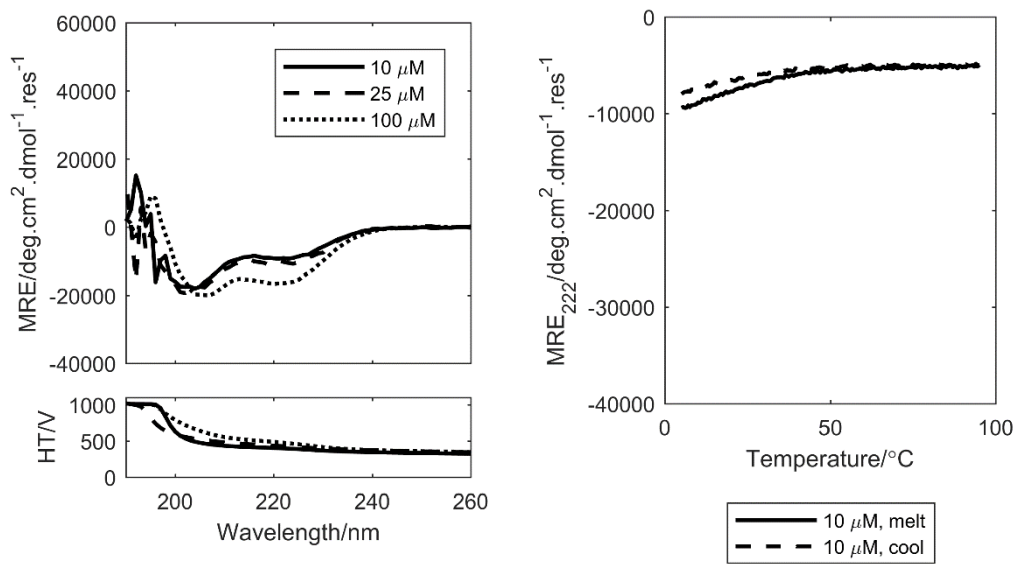 60000
40000
20000
0
-20000
-40000
MRE/deg.cm².dmol⁻¹.res⁻¹
10 μM
25 μM
100 μM
1000
500
0
HT/V
200 220 240 260
Wavelength/nm
0
-10000
-20000
-30000
-40000
MRE₂₂₂/deg.cm².dmol⁻¹.res⁻¹
0 50 100
Temperature/°C
10 μM, melt
10 μM, cool